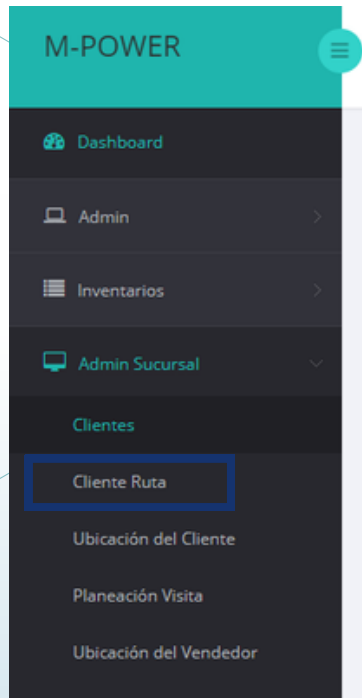 M-POWER
Dashboard
Admin
Inventarios
Admin Sucursal
Clientes
Cliente Ruta
Ubicación del Cliente
Planeación Visita
Ubicación del Vendedor